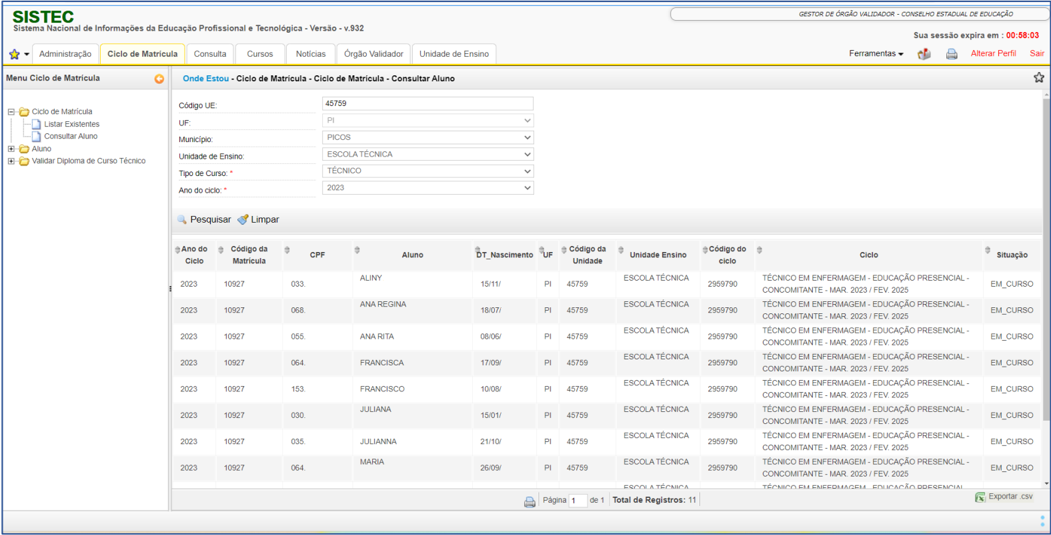 SISTEC
Sistema Nacional de Informações da Educação Profissional e Tecnológica - Versão - v.932
GESTOR DE ÓRGÃO VALIDADOR - CONSELHO ESTADUAL DE EDUCAÇÃO
Sua sessão expira em : 00:58:03
Administração Ciclo de Matrícula Consulta Cursos Notícias Órgão Validador Unidade de Ensino Ferramentas Alterar Perfil Sair
Menu Ciclo de Matrícula
Onde Estou - Ciclo de Matricula - Ciclo de Matricula - Consultar Aluno
Ciclo de Matrícula
Listar Existentes
Consultar Aluno
Aluno
Validar Diploma de Curso Técnico
Código UE: 45759
UF: PI
Município: PICOS
Unidade de Ensino: ESCOLA TÉCNICA
Tipo de Curso: * TÉCNICO
Ano do ciclo: * 2023
Pesquisar Limpar
Ano do Ciclo Código da Matricula CPF Aluno DT_Nascimento UF Código da Unidade Unidade Ensino Código do ciclo Ciclo Situação
2023 10927 033. ALINY 15/11/ PI 45759 ESCOLA TÉCNICA 2959790 TÉCNICO EM ENFERMAGEM - EDUCAÇÃO PRESENCIAL - CONCOMITANTE - MAR. 2023 / FEV. 2025 EM_CURSO
2023 10927 068. ANA REGINA 18/07/ PI 45759 ESCOLA TÉCNICA 2959790 TÉCNICO EM ENFERMAGEM - EDUCAÇÃO PRESENCIAL - CONCOMITANTE - MAR. 2023 / FEV. 2025 EM_CURSO
2023 10927 055. ANA RITA 08/06/ PI 45759 ESCOLA TÉCNICA 2959790 TÉCNICO EM ENFERMAGEM - EDUCAÇÃO PRESENCIAL - CONCOMITANTE - MAR. 2023 / FEV. 2025 EM_CURSO
2023 10927 064. FRANCISCA 17/09/ PI 45759 ESCOLA TÉCNICA 2959790 TÉCNICO EM ENFERMAGEM - EDUCAÇÃO PRESENCIAL - CONCOMITANTE - MAR. 2023 / FEV. 2025 EM_CURSO
2023 10927 153. FRANCISCO 10/08/ PI 45759 ESCOLA TÉCNICA 2959790 TÉCNICO EM ENFERMAGEM - EDUCAÇÃO PRESENCIAL - CONCOMITANTE - MAR. 2023 / FEV. 2025 EM_CURSO
2023 10927 030. JULIANA 15/01/ PI 45759 ESCOLA TÉCNICA 2959790 TÉCNICO EM ENFERMAGEM - EDUCAÇÃO PRESENCIAL - CONCOMITANTE - MAR. 2023 / FEV. 2025 EM_CURSO
2023 10927 035. JULIANNA 21/10/ PI 45759 ESCOLA TÉCNICA 2959790 TÉCNICO EM ENFERMAGEM - EDUCAÇÃO PRESENCIAL - CONCOMITANTE - MAR. 2023 / FEV. 2025 EM_CURSO
2023 10927 064. MARIA 26/09/ PI 45759 ESCOLA TÉCNICA 2959790 TÉCNICO EM ENFERMAGEM - EDUCAÇÃO PRESENCIAL - CONCOMITANTE - MAR. 2023 / FEV. 2025 EM_CURSO
ESCOLA TÉCNICA TÉCNICO EM ENFERMAGEM - EDUCAÇÃO PRESENCIAL
Página 1 de 1 Total de Registros: 11 Exportar .csv